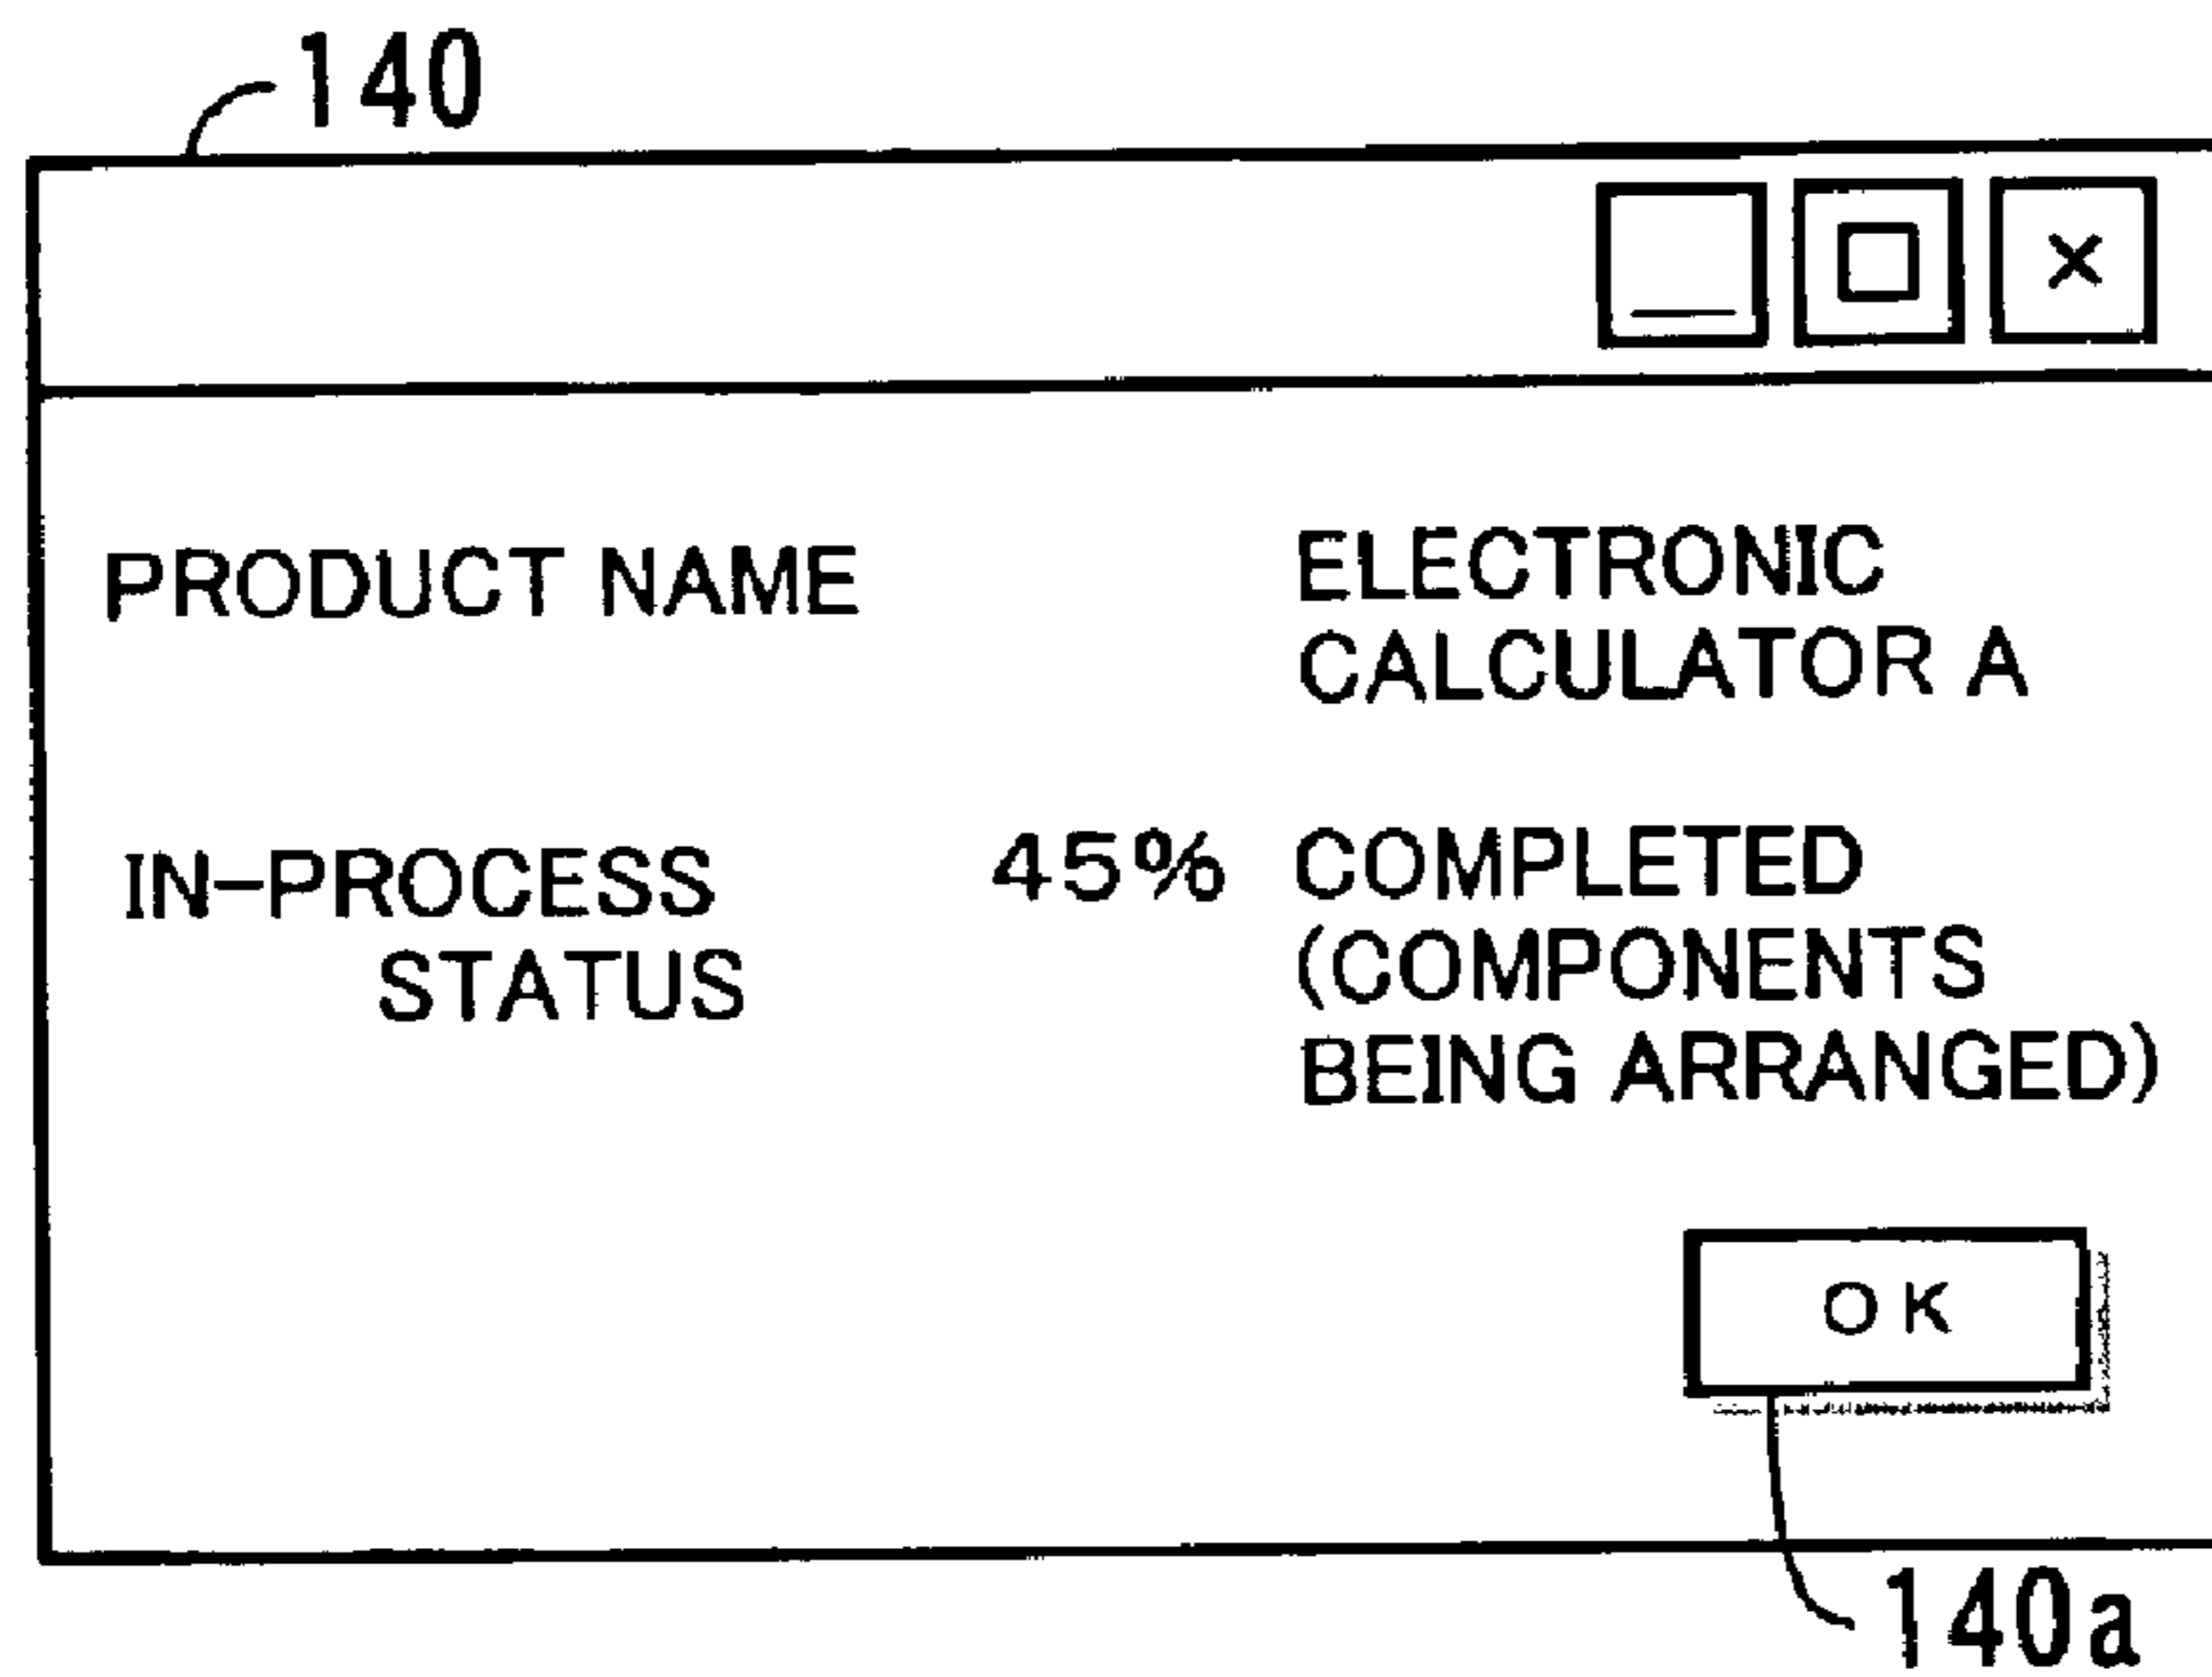 140
PRODUCT NAME ELECTRONIC
CALCULATOR A
IN-PROCESS 45% COMPLETED
STATUS (COMPONENTS
BEING ARRANGED)
OK
140a